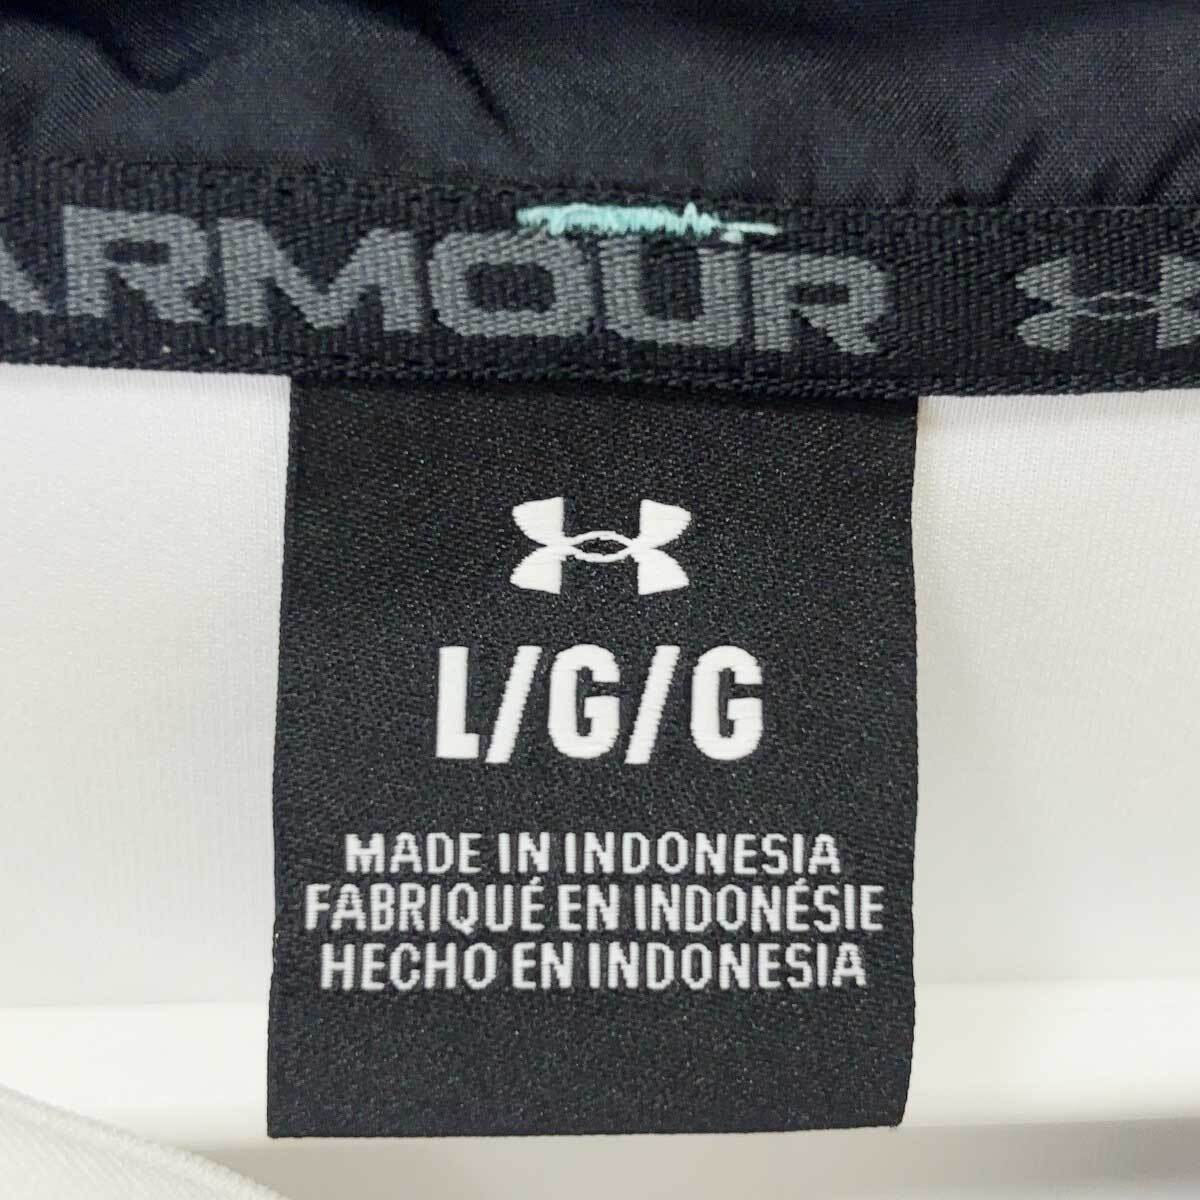 ARMOUR
L/G/G
MADE IN INDONESIA
FABRIQUÉ EN INDONÉSIE
HECHO EN INDONESIA